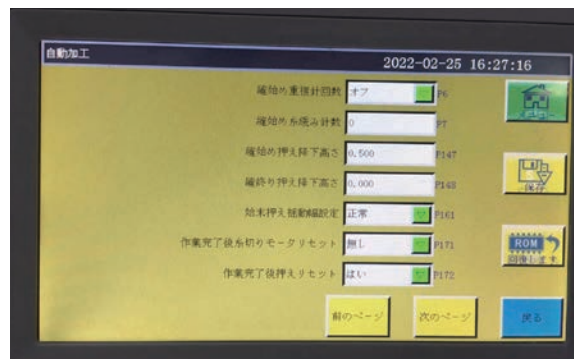 自動加工
2022-02-25 16:27:16
縫始め重複針回数 オフ P6
縫始め糸緩み針数 0 P7
縫始め押え降下高さ 0.500 P147
縫終り押え降下高さ 0.000 P148
始末押え振動幅設定 正常 P161
作業完了後糸切りモータリセット 無し P171
作業完了後押えリセット はい P172
保存
ROM
回復します
前のページ
次のページ
戻る